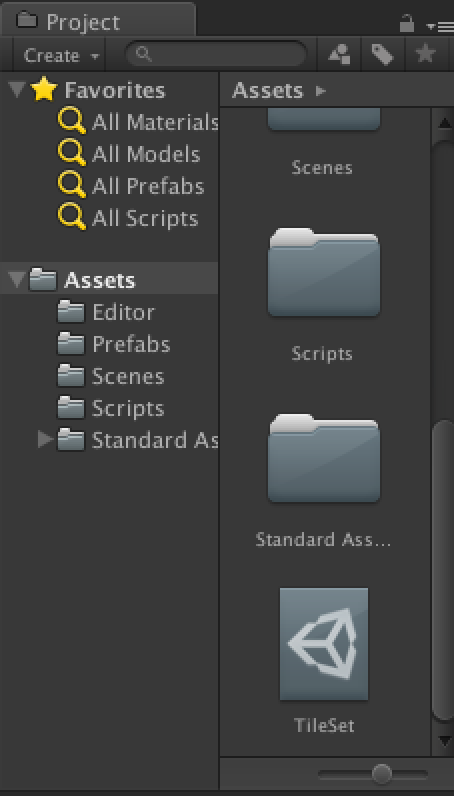 Project
Create
Favorites
All Materials
All Models
All Prefabs
All Scripts
Assets
Editor
Prefabs
Scenes
Scripts
Standard As
Assets
Scenes
Scripts
Standard Ass...
TileSet